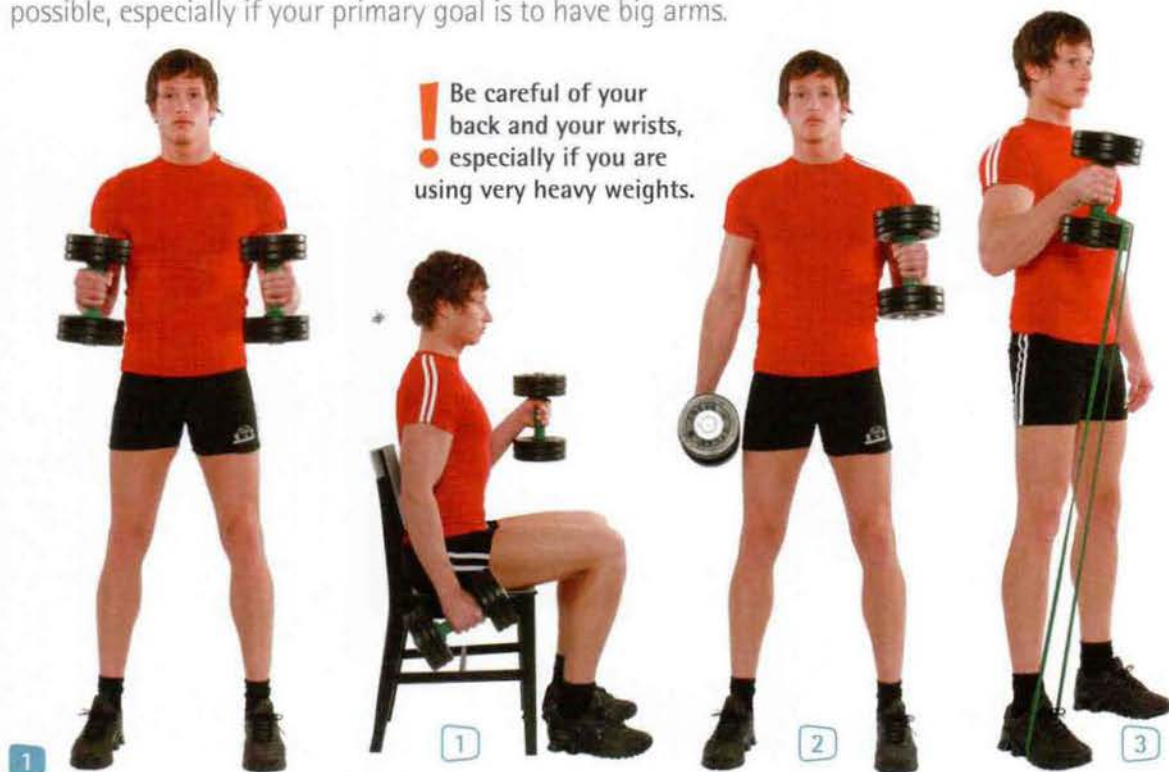 possible, especially if your primary goal is to have big arms.
! Be careful of your
back and your wrists,
especially if you are
using very heavy weights.
1
1
2
3